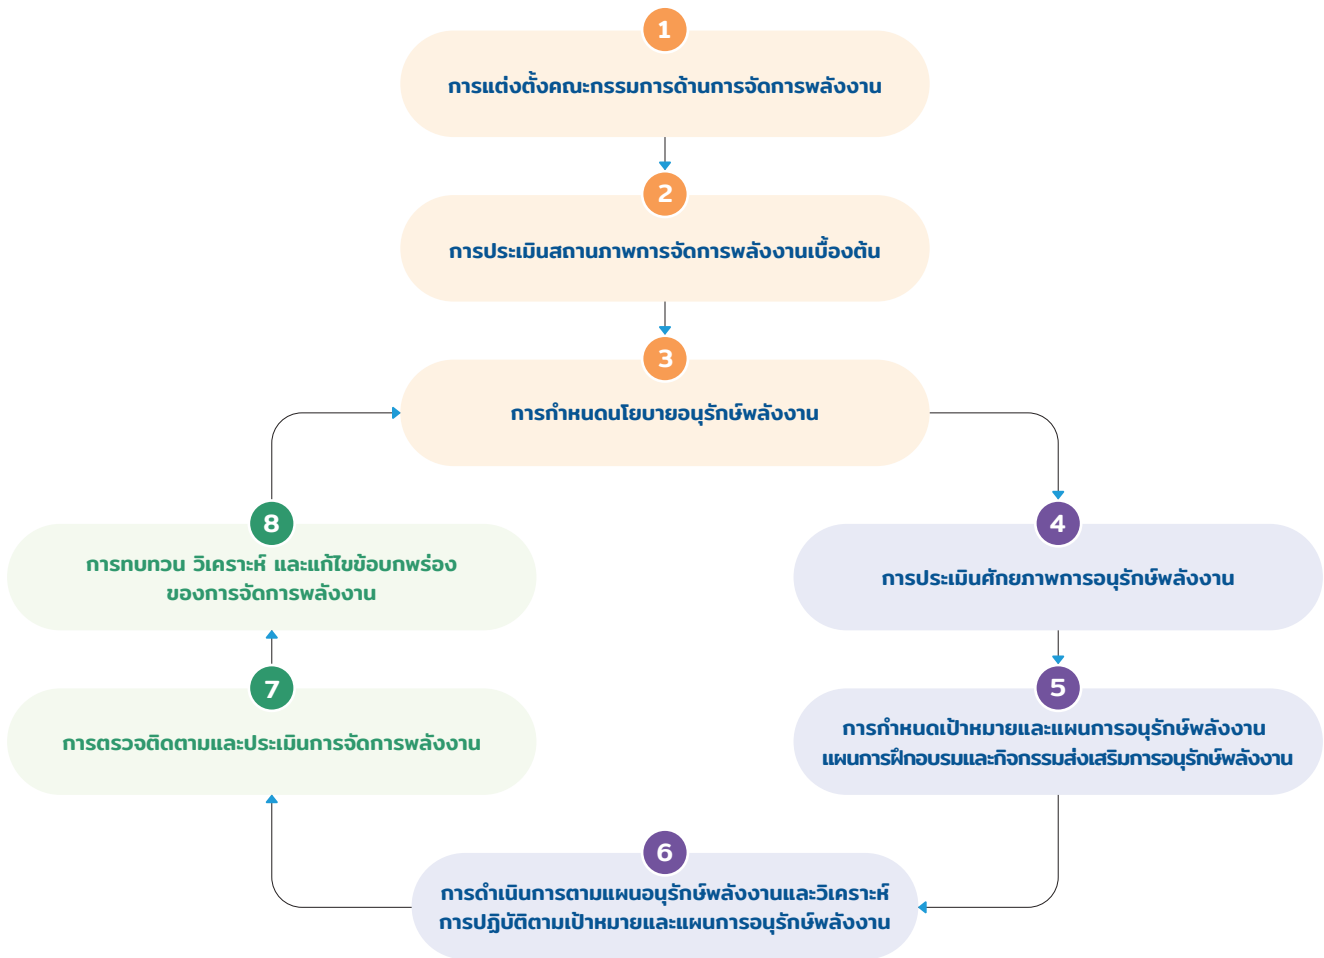 1
การแต่งตั้งคณะกรรมการด้านการจัดการพลังงาน
2
การประเมินสถานภาพการจัดการพลังงานเบื้องต้น
3
การกำหนดนโยบายอนุรักษ์พลังงาน
4
การประเมินศักยภาพการอนุรักษ์พลังงาน
5
การกำหนดเป้าหมายและแผนการอนุรักษ์พลังงาน
แผนการฝึกอบรมและกิจกรรมส่งเสริมการอนุรักษ์พลังงาน
6
การดำเนินการตามแผนอนุรักษ์พลังงานและวิเคราะห์
การปฏิบัติตามเป้าหมายและแผนการอนุรักษ์พลังงาน
7
การตรวจติดตามและประเมินการจัดการพลังงาน
8
การทบทวน วิเคราะห์ และแก้ไขข้อบกพร่อง
ของการจัดการพลังงาน